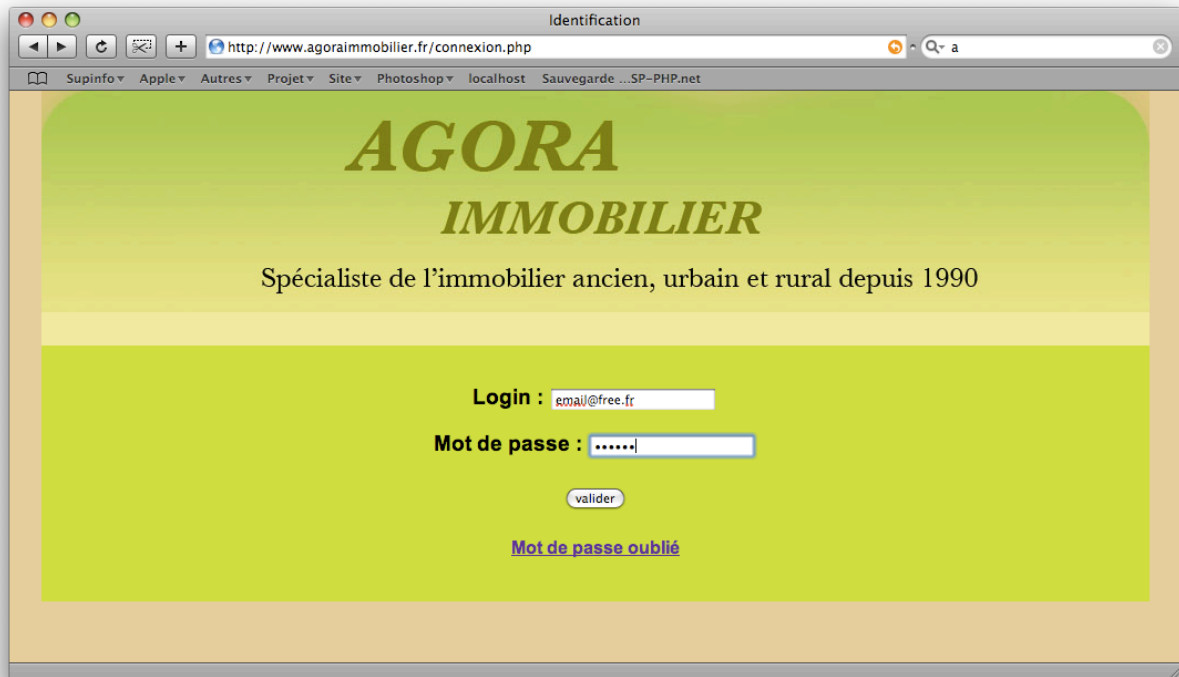 Identification
http://www.agoraimmobilier.fr/connexion.php
a
Supinfo Apple Autres Projet Site Photoshop localhost Sauvegarde ...SP-PHP.net
AGORA
IMMOBILIER
Spécialiste de l’immobilier ancien, urbain et rural depuis 1990
Login : email@free.fr
Mot de passe : ••••••
valider
Mot de passe oublié